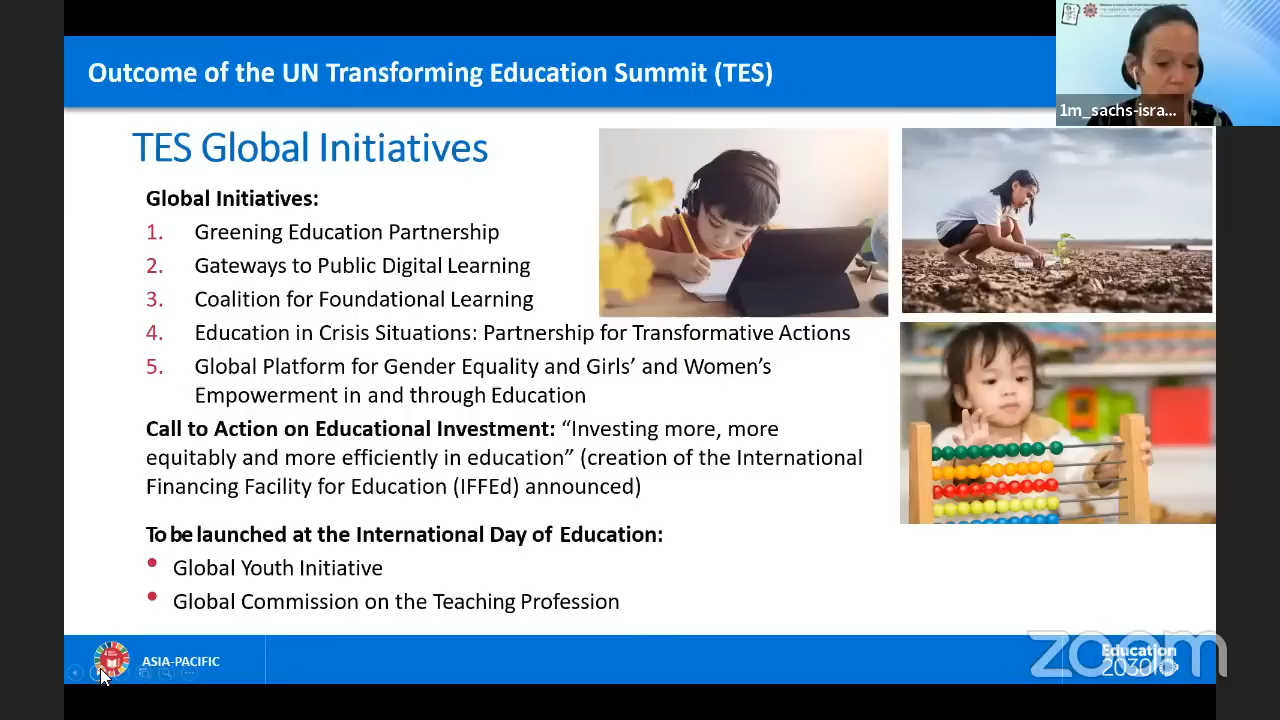 Outcome of the UN Transforming Education Summit (TES)
1m_sachs-isra...
TES Global Initiatives
Global Initiatives:
1. Greening Education Partnership
2. Gateways to Public Digital Learning
3. Coalition for Foundational Learning
4. Education in Crisis Situations: Partnership for Transformative Actions
5. Global Platform for Gender Equality and Girls’ and Women’s
Empowerment in and through Education
Call to Action on Educational Investment: “Investing more, more
equitably and more efficiently in education” (creation of the International
Financing Facility for Education (IFFEd) announced)
To be launched at the International Day of Education:
• Global Youth Initiative
• Global Commission on the Teaching Profession
ASIA-PACIFIC
Education
2030
zoom